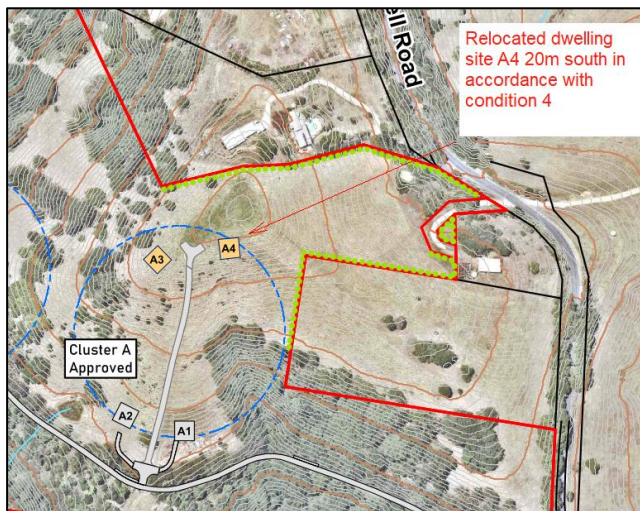 ell Road
Relocated dwelling
site A4 20m south in
accordance with
condition 4
A3
A4
Cluster A
Approved
A2
A1